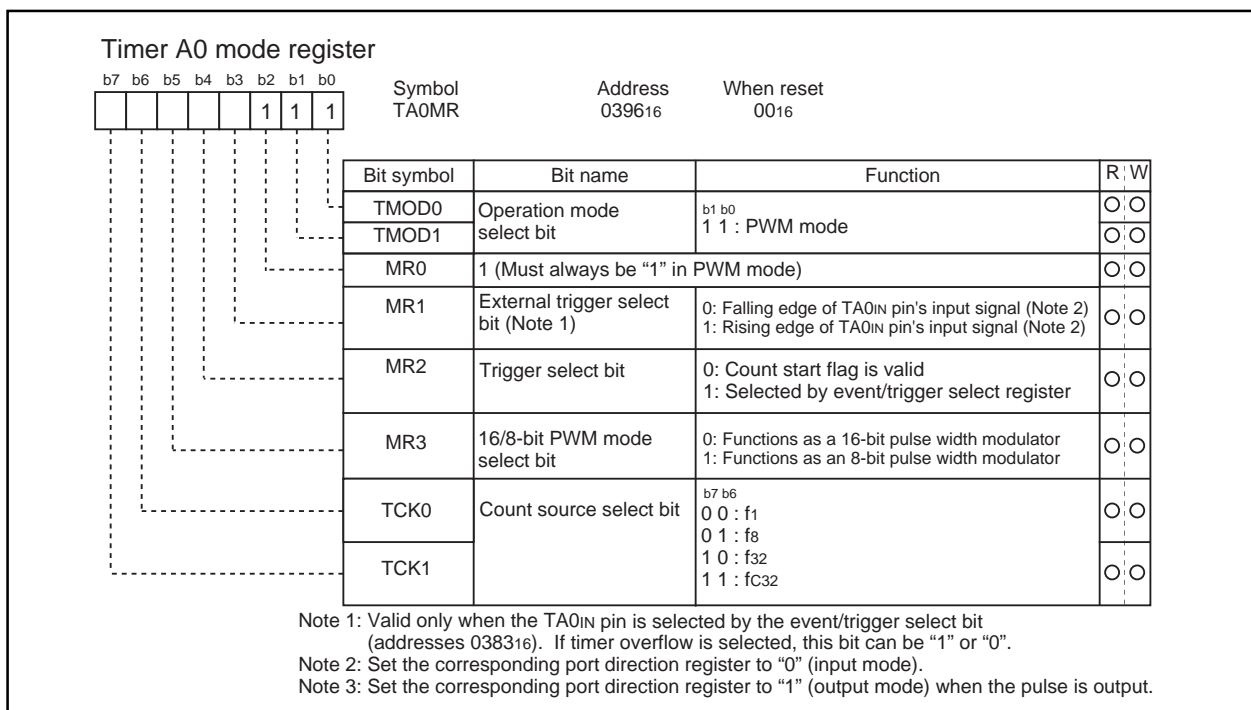 Timer A0 mode register
b7 b6 b5 b4 b3 b2 b1 b0
Symbol Address When reset
TA0MR 039616 0016
1 1 1
Bit symbol Bit name Function R W
TMOD0 Operation mode select bit b1 b0
TMOD1 1 1 : PWM mode
MR0 1 (Must always be “1” in PWM mode)
MR1 External trigger select bit (Note 1)
0: Falling edge of TA0IN pin's input signal (Note 2)
1: Rising edge of TA0IN pin's input signal (Note 2)
MR2 Trigger select bit
0: Count start flag is valid
1: Selected by event/trigger select register
MR3 16/8-bit PWM mode select bit
0: Functions as a 16-bit pulse width modulator
1: Functions as an 8-bit pulse width modulator
TCK0 Count source select bit
b7 b6
0 0 : f1
0 1 : f8
1 0 : f32
1 1 : fC32
TCK1
Note 1: Valid only when the TA0IN pin is selected by the event/trigger select bit
(addresses 038316). If timer overflow is selected, this bit can be “1” or “0”.
Note 2: Set the corresponding port direction register to “0” (input mode).
Note 3: Set the corresponding port direction register to “1” (output mode) when the pulse is output.